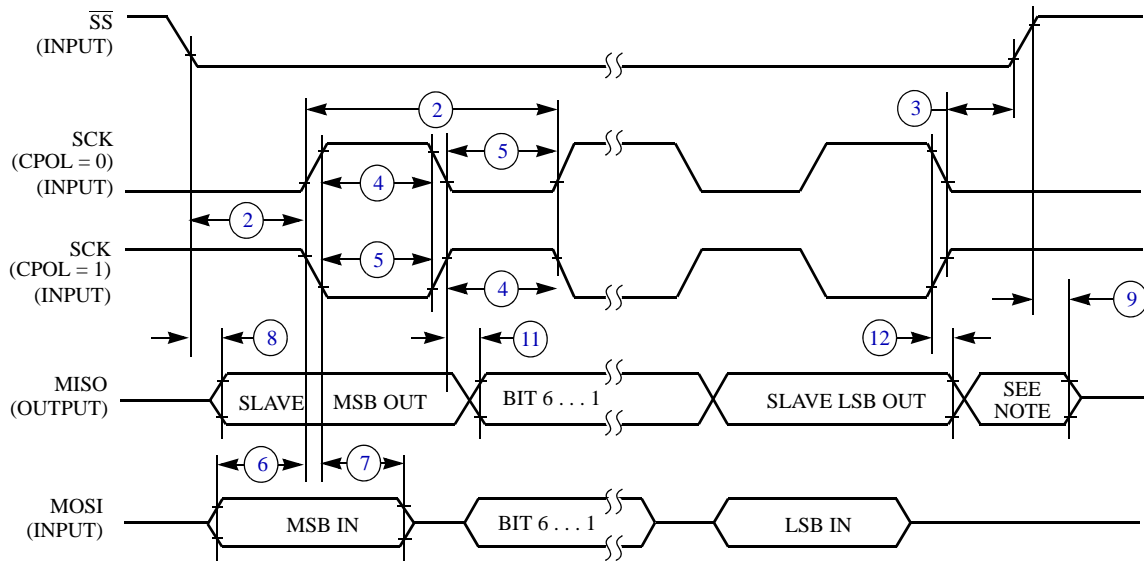 SS
(INPUT)
2
3
SCK
(CPOL = 0)
(INPUT)
5
4
2
SCK
(CPOL = 1)
(INPUT)
5
4
9
8
11
12
MISO
(OUTPUT)
SLAVE MSB OUT
BIT 6 . . . 1
SLAVE LSB OUT
SEE
NOTE
6
7
MOSI
(INPUT)
MSB IN
BIT 6 . . . 1
LSB IN